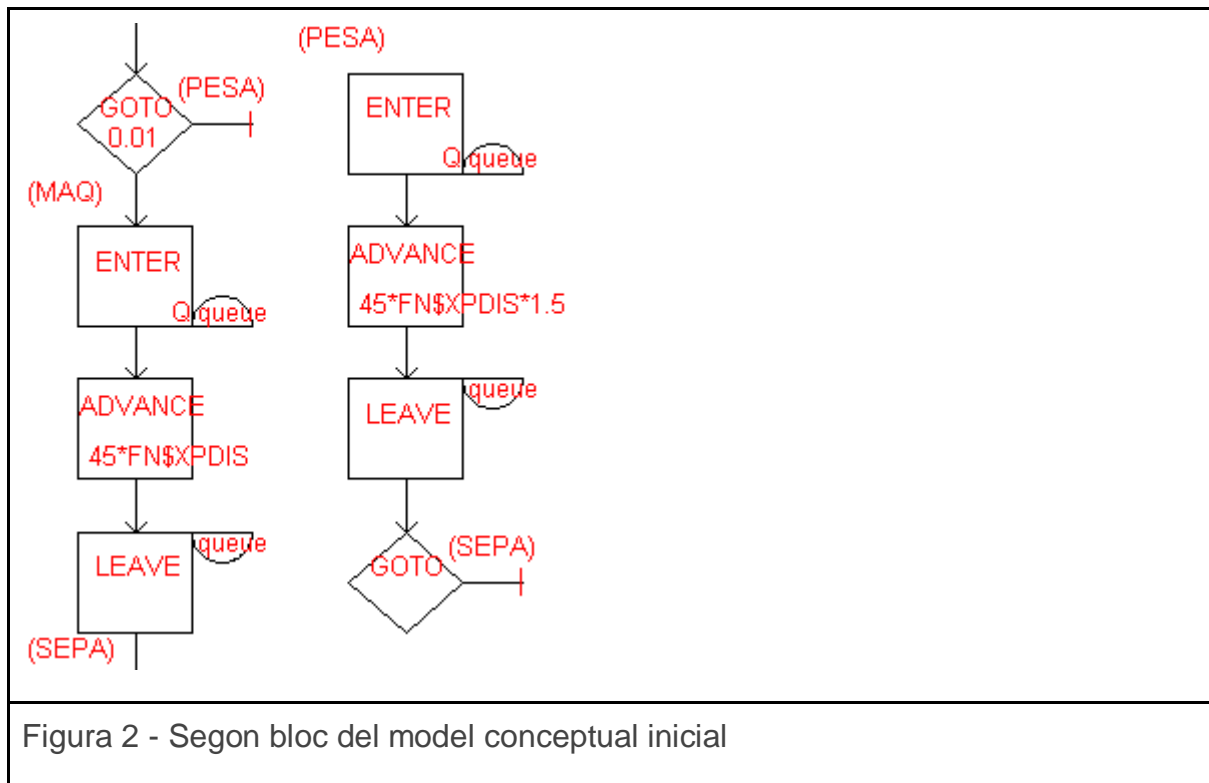 GOTO
0.01
(PESA)
(MAQ)
ENTER
Q queue
ADVANCE
45*FN$XPDIS
queue
LEAVE
(SEPA)
(PESA)
ENTER
Q queue
ADVANCE
45*FN$XPDIS*1.5
queue
LEAVE
GOTO
(SEPA)
Figura 2 - Segon bloc del model conceptual inicial